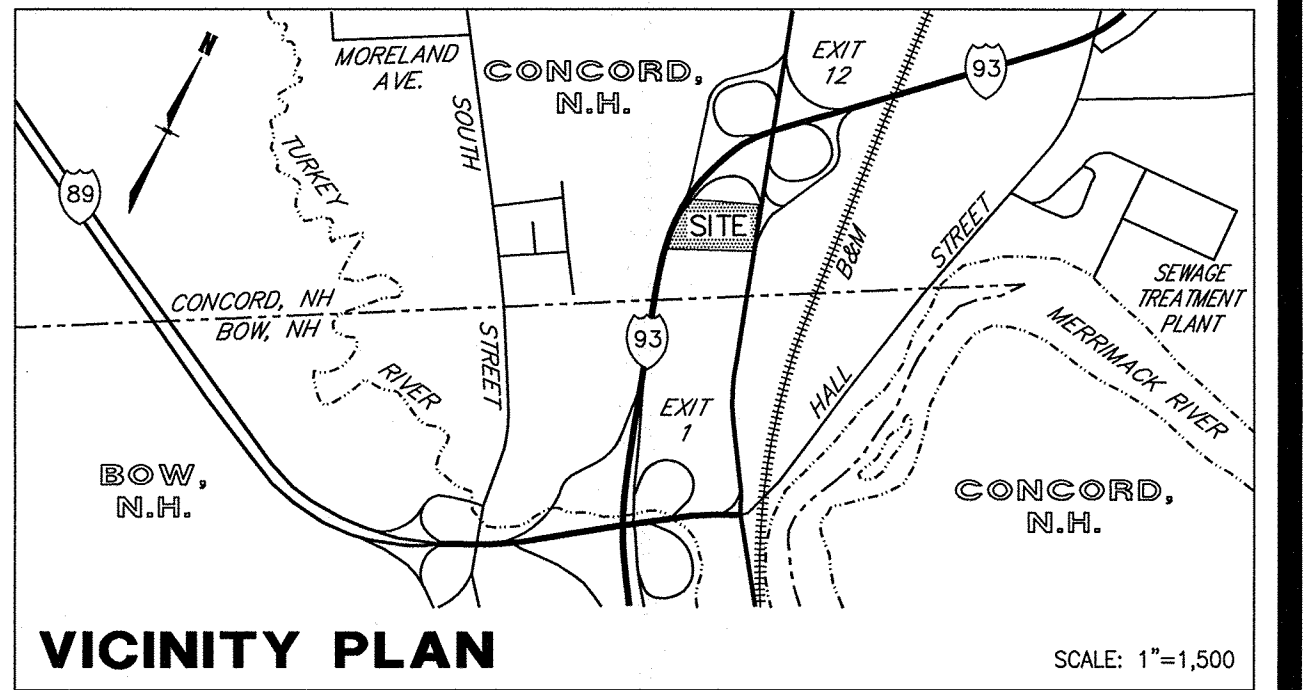 N
MORELAND
AVE.
CONCORD,
N.H.
EXIT
12
93
SOUTH
TURKEY
89
SITE
B&M
STREET
SEWAGE
TREATMENT
PLANT
CONCORD, NH
BOW, NH
93
STREET
RIVER
HALL
MERRIMACK RIVER
EXIT
1
BOW,
N.H.
CONCORD,
N.H.
VICINITY PLAN
SCALE: 1"=1,500